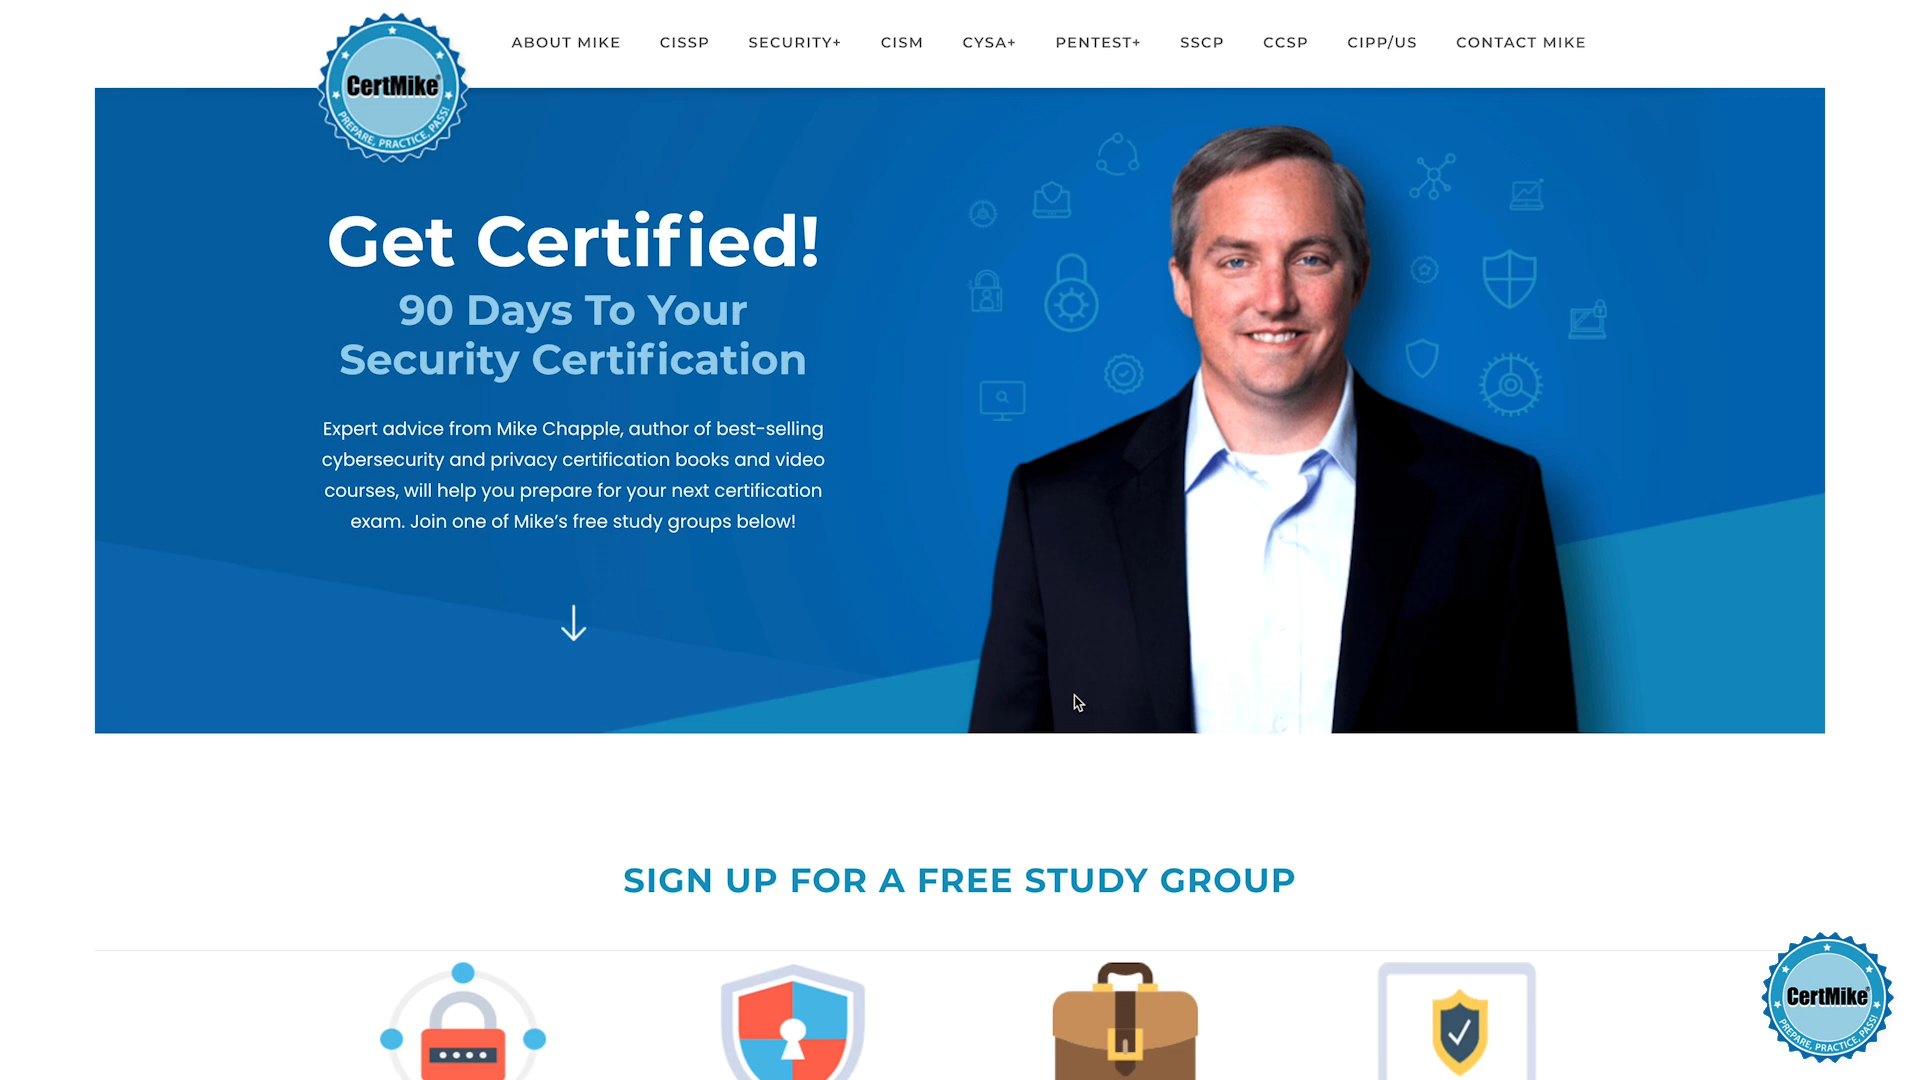 CertMike®
PREPARE, PRACTICE, PASS!
ABOUT MIKE
CISSP
SECURITY+
CISM
CYSA+
PENTEST+
SSCP
CCSP
CIPP/US
CONTACT MIKE
Get Certified!
90 Days To Your
Security Certification
Expert advice from Mike Chapple, author of best-selling
cybersecurity and privacy certification books and video
courses, will help you prepare for your next certification
exam. Join one of Mike’s free study groups below!
SIGN UP FOR A FREE STUDY GROUP
CertMike®
PREPARE, PRACTICE, PASS!